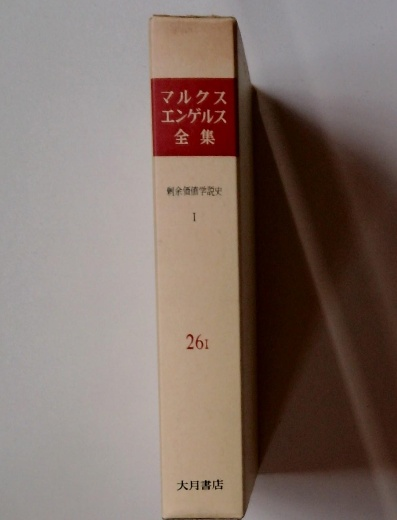 マルクス
エンゲルス
全集
剰余価値学説史
I
26I
大月書店